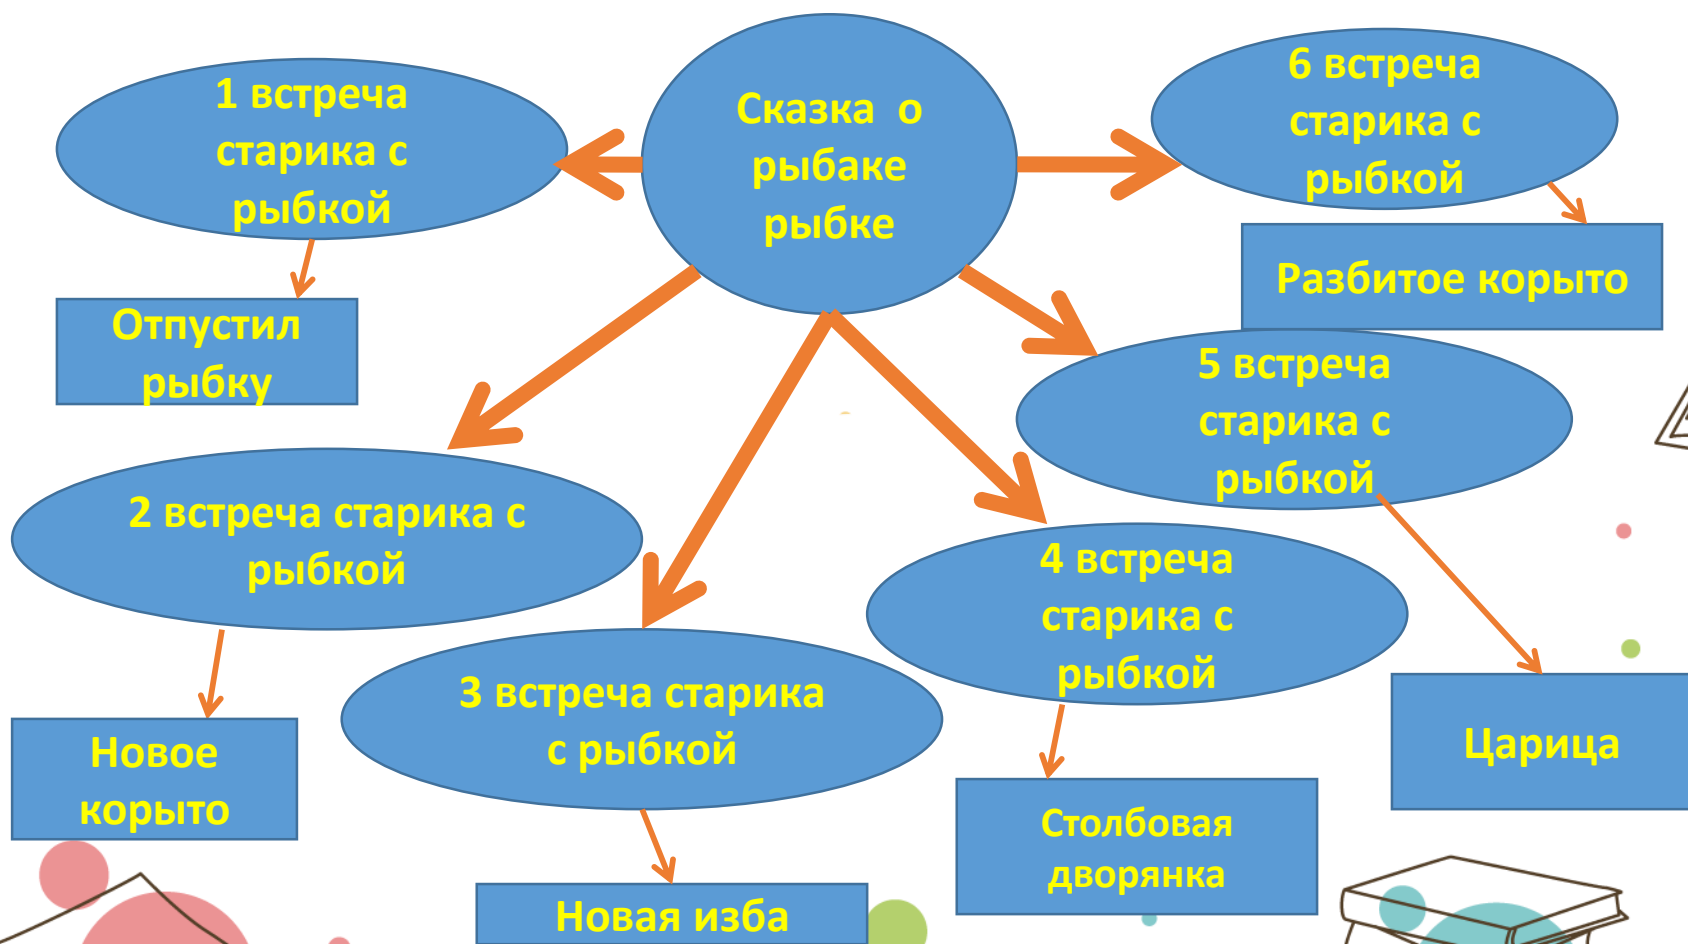 Сказка о
рыбаке
рыбке
1 встреча
старика с
рыбкой
Отпустил
рыбку
2 встреча старика с
рыбкой
Новое
корыто
3 встреча старика
с рыбкой
Новая изба
4 встреча
старика с
рыбкой
Столбовая
дворянка
5 встреча
старика с
рыбкой
Царица
6 встреча
старика с
рыбкой
Разбитое корыто